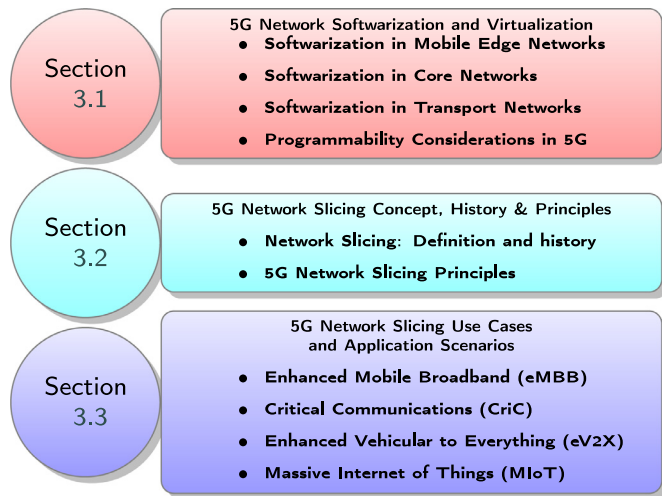 Section
3.1
5G Network Softwarization and Virtualization
• Softwarization in Mobile Edge Networks
• Softwarization in Core Networks
• Softwarization in Transport Networks
• Programmability Considerations in 5G
Section
3.2
5G Network Slicing Concept, History & Principles
• Network Slicing: Definition and history
• 5G Network Slicing Principles
Section
3.3
5G Network Slicing Use Cases
and Application Scenarios
• Enhanced Mobile Broadband (eMBB)
• Critical Communications (CriC)
• Enhanced Vehicular to Everything (eV2X)
• Massive Internet of Things (MIoT)